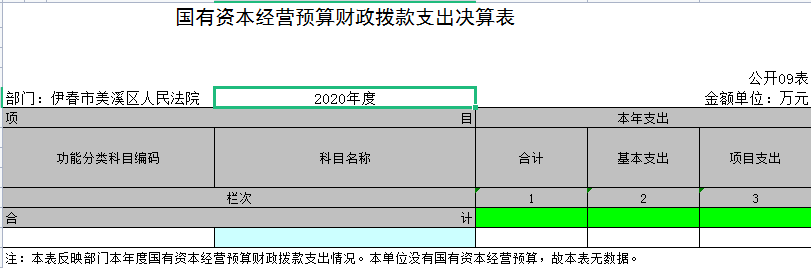 国有资本经营预算财政拨款支出决算表
公开09表
部门：伊春市美溪区人民法院 2020年度 金额单位：万元
项 目 本年支出
功能分类科目编码 科目名称 合计 基本支出 项目支出
栏次 1 2 3
合 计
注：本表反映部门本年度国有资本经营预算财政拨款支出情况。本单位没有国有资本经营预算，故本表无数据。